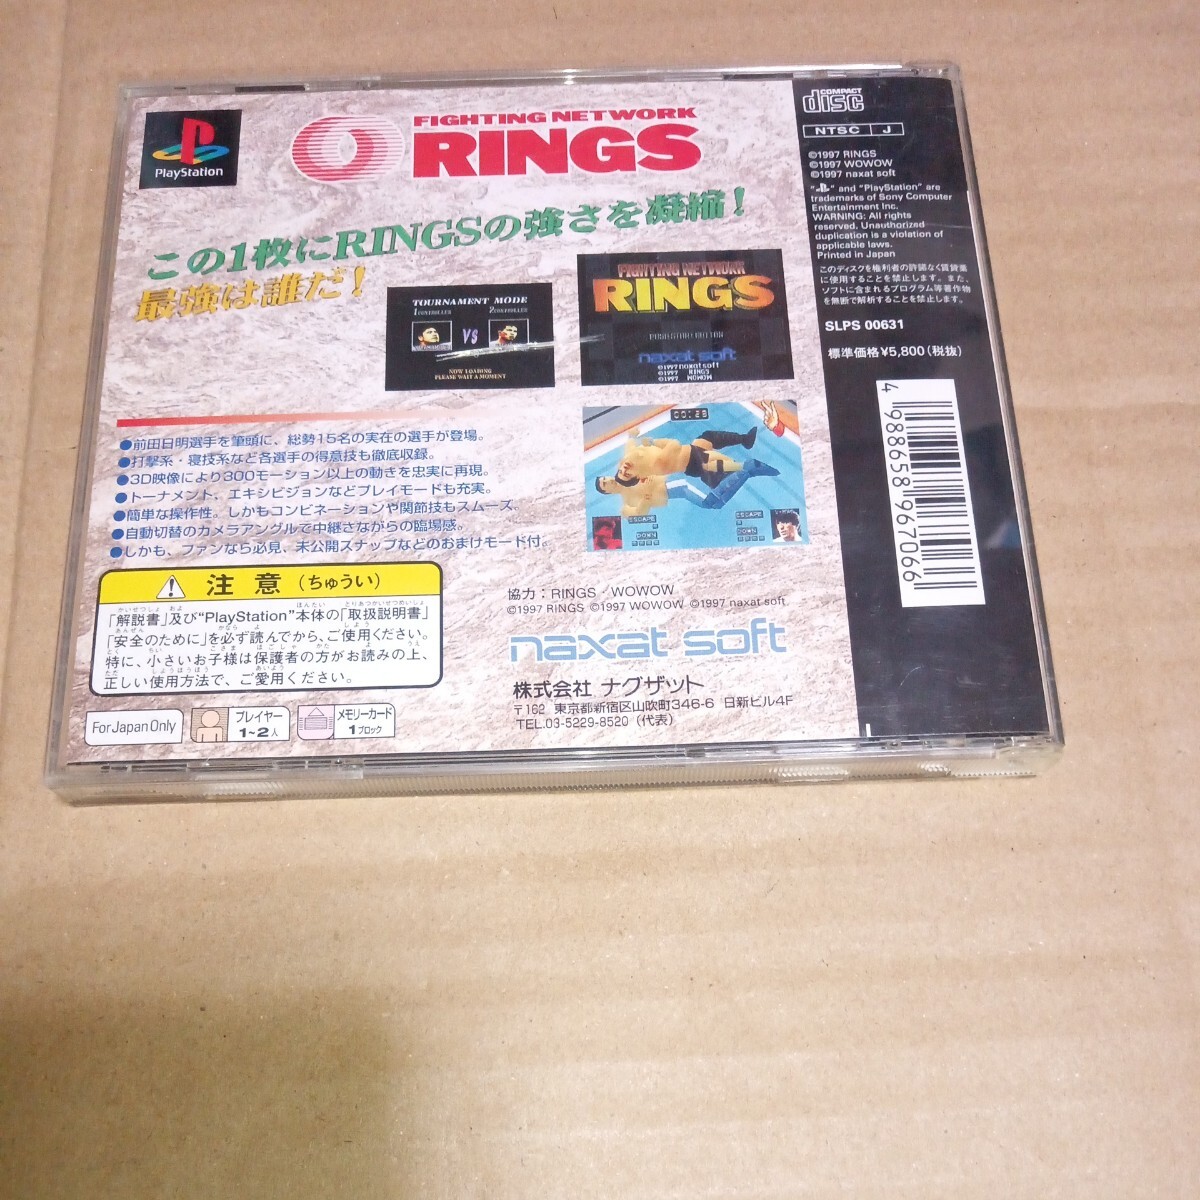 PlayStation
FIGHTING NETWORK
RINGS
この1枚にRINGSの強さを凝縮！
最強は誰だ！
TOURNAMENT MODE
1CONTROLLER 2CONTROLLER
VS
NOW LOADING
PLEASE WAIT A MOMENT
FIGHTING NETWORK
RINGS
PUSH START BUTTON
naxat soft
©1997 naxat soft
©1997 RINGS
©1997 WOWOW
00:28
ESCAPE
DOWN
ESCAPE
DOWN
●前田日明選手を筆頭に、総勢15名の実在の選手が登場。
●打撃系・寝技系など各選手の得意技も徹底収録。
●3D映像により300モーション以上の動きを忠実に再現。
●トーナメント、エキシビジョンなどプレイモードも充実。
●簡単な操作性。しかもコンビネーションや関節技もスムーズ。
●自動切替のカメラアングルで中継さながらの臨場感。
●しかも、ファンなら必見、未公開スナップなどのおまけモード付。
注意（ちゅうい）
「解説書」及び“PlayStation”本体の「取扱説明書」
「安全のために」を必ず読んでから、ご使用ください。
特に、小さいお子様は保護者の方がお読みの上、
正しい使用方法で、ご愛用ください。
For Japan Only
プレイヤー
1~2人
メモリーカード
1ブロック
協力：RINGS／WOWOW
©1997 RINGS ©1997 WOWOW ©1997 naxat soft
naxat soft
株式会社 ナグザット
〒162 東京都新宿区山吹町346-6 日新ビル4F
TEL.03-5229-8520（代表）
COMPACT
disc
NTSC J
©1997 RINGS
©1997 WOWOW
©1997 naxat soft
" " and "PlayStation" are
trademarks of Sony Computer
Entertainment Inc.
WARNING: All rights
reserved. Unauthorized
duplication is a violation of
applicable laws.
Printed in Japan
このディスクを権利者の許諾なく賃貸業
に使用することを禁止します。また、
ソフトに含まれるプログラム等著作物
を無断で解析することも禁止します。
SLPS 00631
標準価格¥5,800（税抜）
4 988658 967066